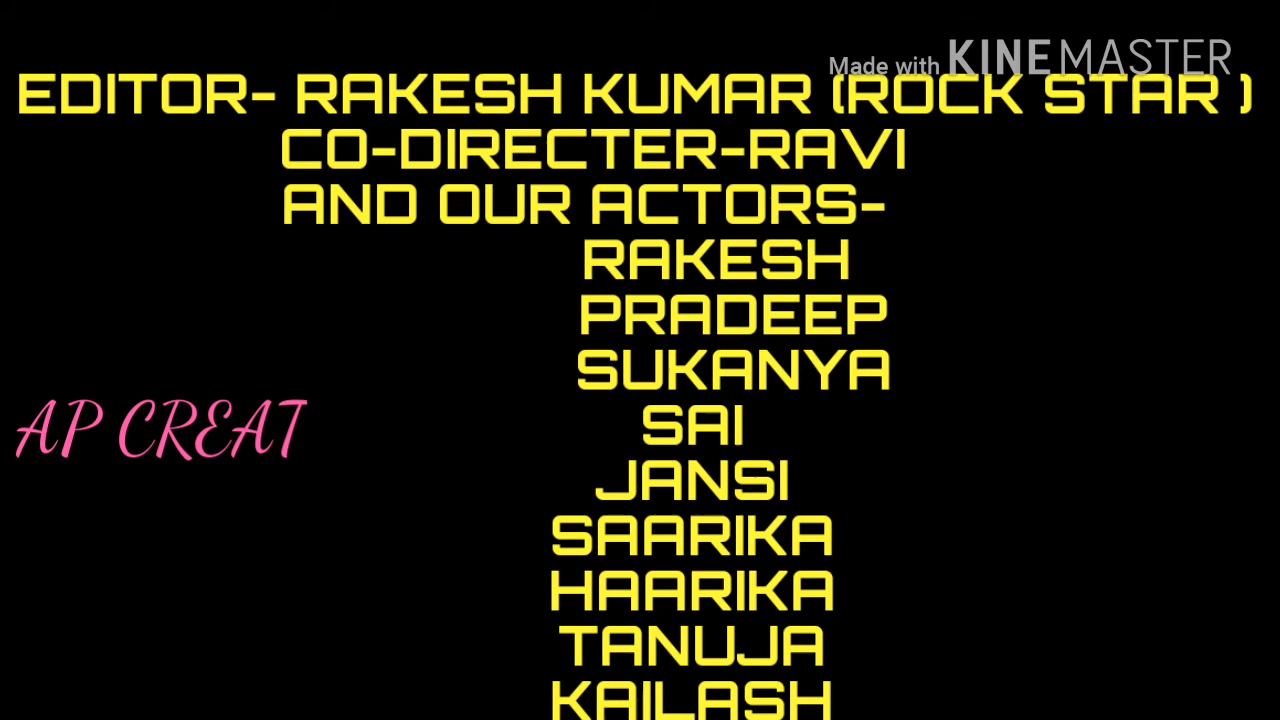 Made with KINEMASTER
EDITOR- RAKESH KUMAR (ROCK STAR )
CO-DIRECTER-RAVI
AND OUR ACTORS-
RAKESH
PRADEEP
SUKANYA
SAI
AP CREAT
JANSI
SAARIKA
HAARIKA
TANUJA
KAILASH